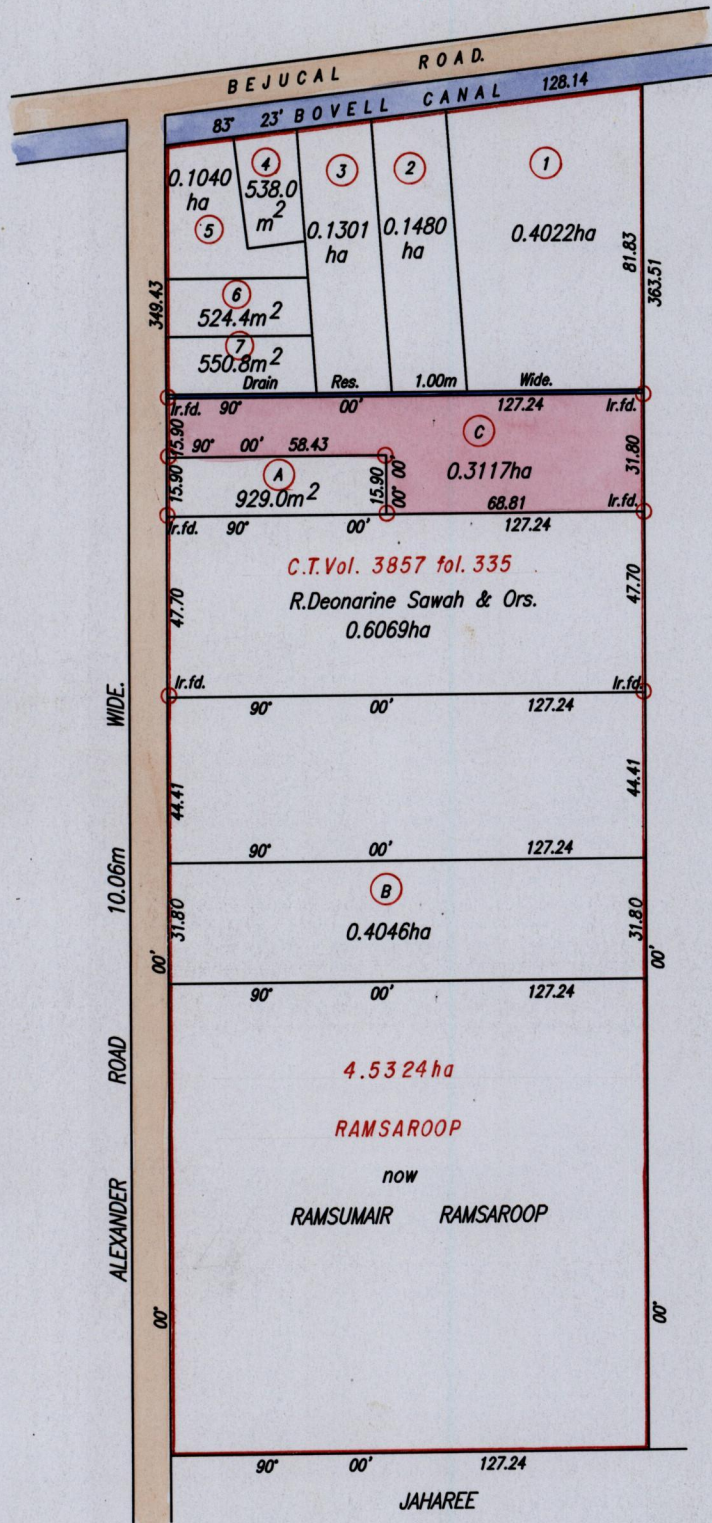 BEJUCAL ROAD.
83° 23' BOVELL CANAL 128.14
0.1040
ha
5
4
538.0
m2
3
0.1301
ha
2
0.1480
ha
1
0.4022ha
81.83
363.51
349.43
6
524.4m2
7
550.8m2
Drain Res. 1.00m Wide.
Ir.fd. 90° 00' 127.24 Ir.fd.
15.90
90° 00' 58.43
C
0.3117ha
31.80
15.90
A
929.0m2
15.90
00° 00'
68.81
Ir.fd. 90° 00' 127.24 Ir.fd.
C.T.Vol. 3857 fol. 335
R.Deonarine Sawah & Ors.
0.6069ha
47.70
47.70
Ir.fd. Ir.fd.
90° 00' 127.24
44.41
44.41
90° 00' 127.24
B
0.4046ha
31.80
31.80
00'
00'
90° 00' 127.24
4.5324ha
RAMSAROOP
now
RAMSUMAIR RAMSAROOP
ALEXANDER ROAD 10.06m WIDE.
00°
00°
90° 00' 127.24
JAHAREE